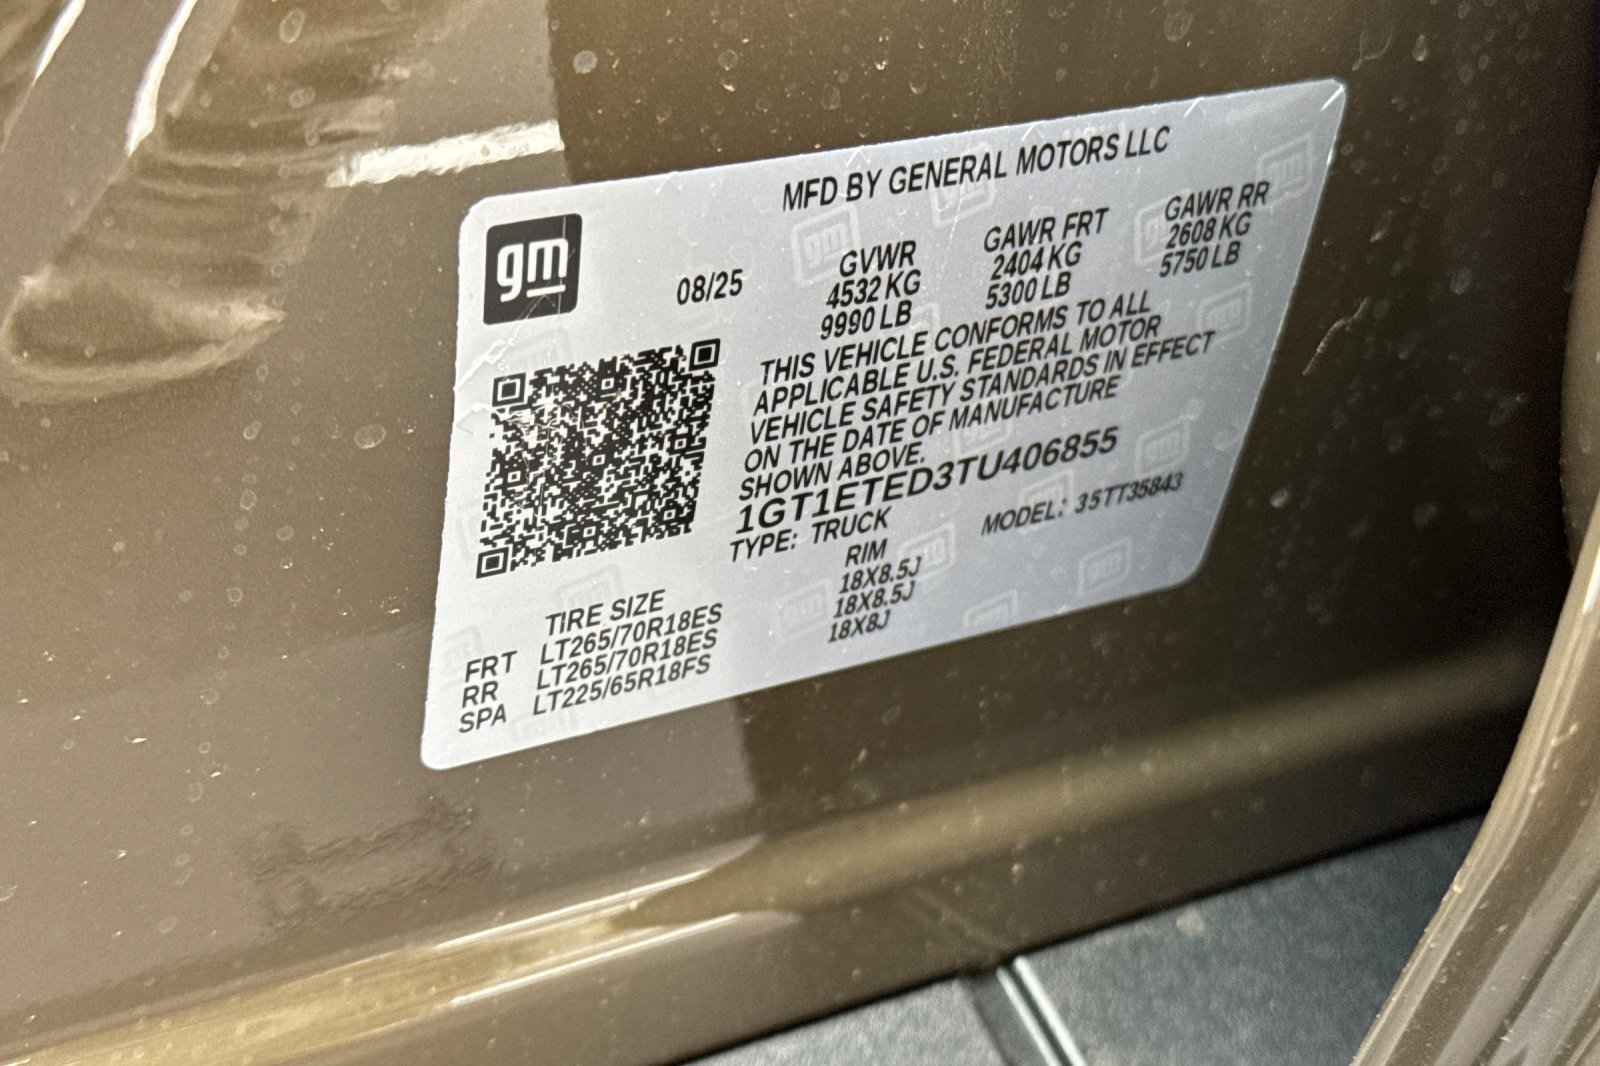 MFD BY GENERAL MOTORS LLC
gm
08/25
GVWR
4532 KG
9990 LB
GAWR FRT
2404 KG
5300 LB
GAWR RR
2608 KG
5750 LB
THIS VEHICLE CONFORMS TO ALL
APPLICABLE U.S. FEDERAL MOTOR
VEHICLE SAFETY STANDARDS IN EFFECT
ON THE DATE OF MANUFACTURE
SHOWN ABOVE.
1GT1ETED3TU406855
TYPE: TRUCK MODEL: 35TT35843
TIRE SIZE RIM
FRT LT265/70R18ES 18X8.5J
RR LT265/70R18ES 18X8.5J
SPA LT225/65R18FS 18X8J